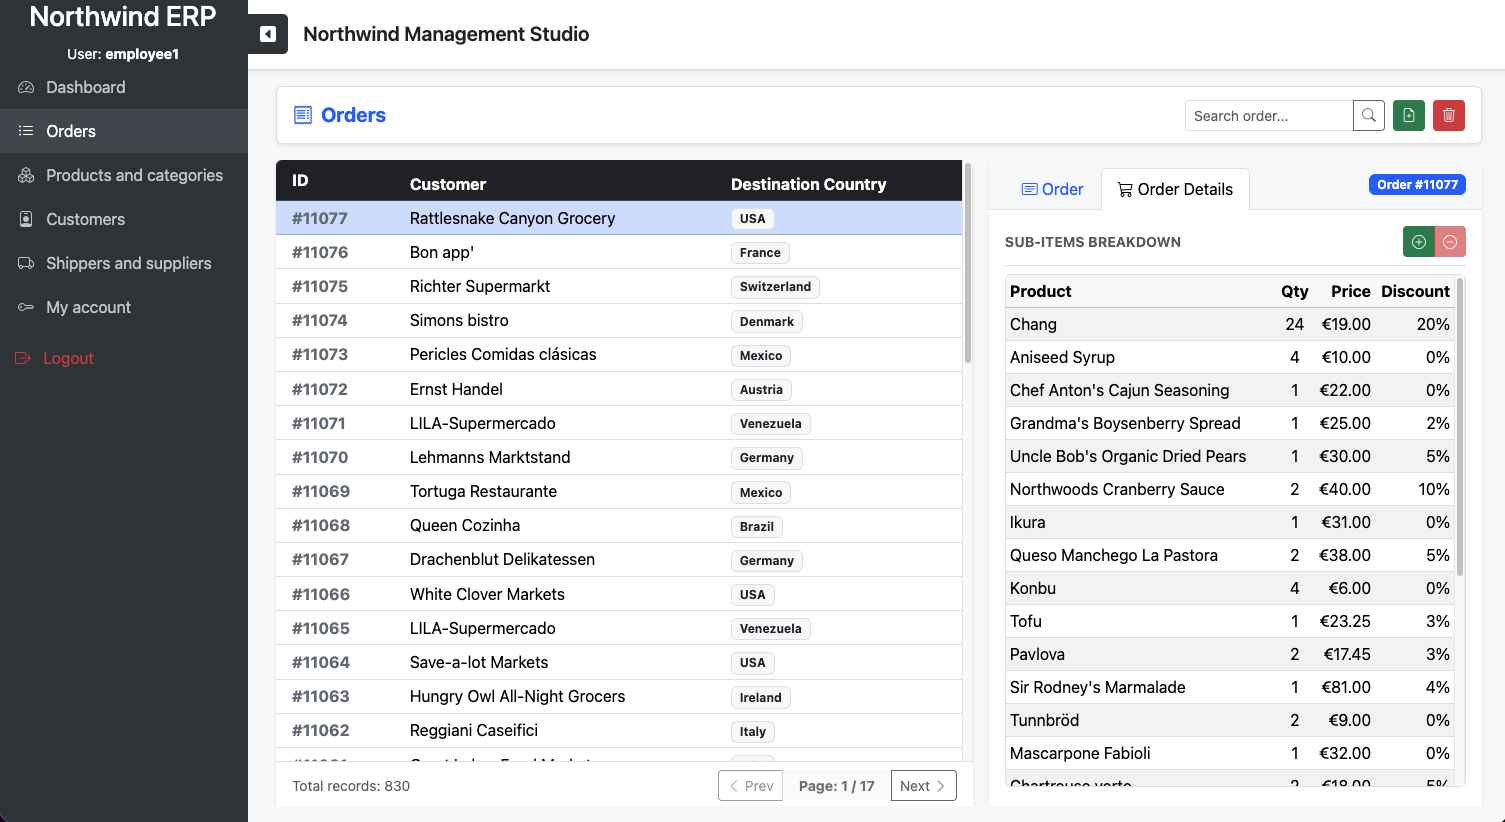 Northwind ERP
User: employee1
Dashboard
Orders
Products and categories
Customers
Shippers and suppliers
My account
Logout
Northwind Management Studio
Orders
Search order...
ID Customer Destination Country
#11077 Rattlesnake Canyon Grocery USA
#11076 Bon app' France
#11075 Richter Supermarkt Switzerland
#11074 Simons bistro Denmark
#11073 Pericles Comidas clásicas Mexico
#11072 Ernst Handel Austria
#11071 LILA-Supermercado Venezuela
#11070 Lehmanns Marktstand Germany
#11069 Tortuga Restaurante Mexico
#11068 Queen Cozinha Brazil
#11067 Drachenblut Delikatessen Germany
#11066 White Clover Markets USA
#11065 LILA-Supermercado Venezuela
#11064 Save-a-lot Markets USA
#11063 Hungry Owl All-Night Grocers Ireland
#11062 Reggiani Caseifici Italy
Total records: 830
Prev Page: 1 / 17 Next
Order Order Details Order #11077
SUB-ITEMS BREAKDOWN
Product Qty Price Discount
Chang 24 €19.00 20%
Aniseed Syrup 4 €10.00 0%
Chef Anton's Cajun Seasoning 1 €22.00 0%
Grandma's Boysenberry Spread 1 €25.00 2%
Uncle Bob's Organic Dried Pears 1 €30.00 5%
Northwoods Cranberry Sauce 2 €40.00 10%
Ikura 1 €31.00 0%
Queso Manchego La Pastora 2 €38.00 5%
Konbu 4 €6.00 0%
Tofu 1 €23.25 3%
Pavlova 2 €17.45 3%
Sir Rodney's Marmalade 1 €81.00 4%
Tunnbröd 2 €9.00 0%
Mascarpone Fabioli 1 €32.00 0%
Chartreuse verte 2 €18.00 5%